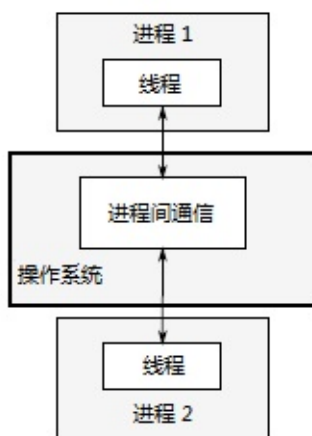 进程 1
线程
进程间通信
操作系统
线程
进程 2